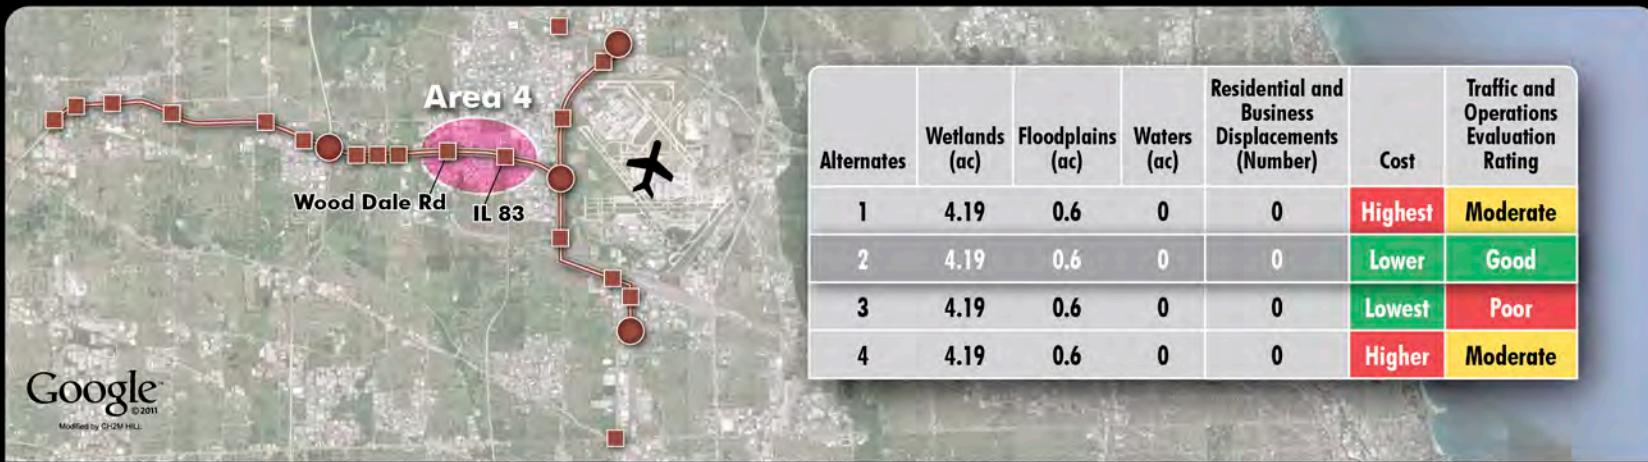 Area 4
Wood Dale Rd
IL 83
Google
© 2011
Modified by CH2M HILL
Alternates
Wetlands
(ac)
Floodplains
(ac)
Waters
(ac)
Residential and
Business
Displacements
(Number)
Cost
Traffic and
Operations
Evaluation
Rating
1 4.19 0.6 0 0 Highest Moderate
2 4.19 0.6 0 0 Lower Good
3 4.19 0.6 0 0 Lowest Poor
4 4.19 0.6 0 0 Higher Moderate